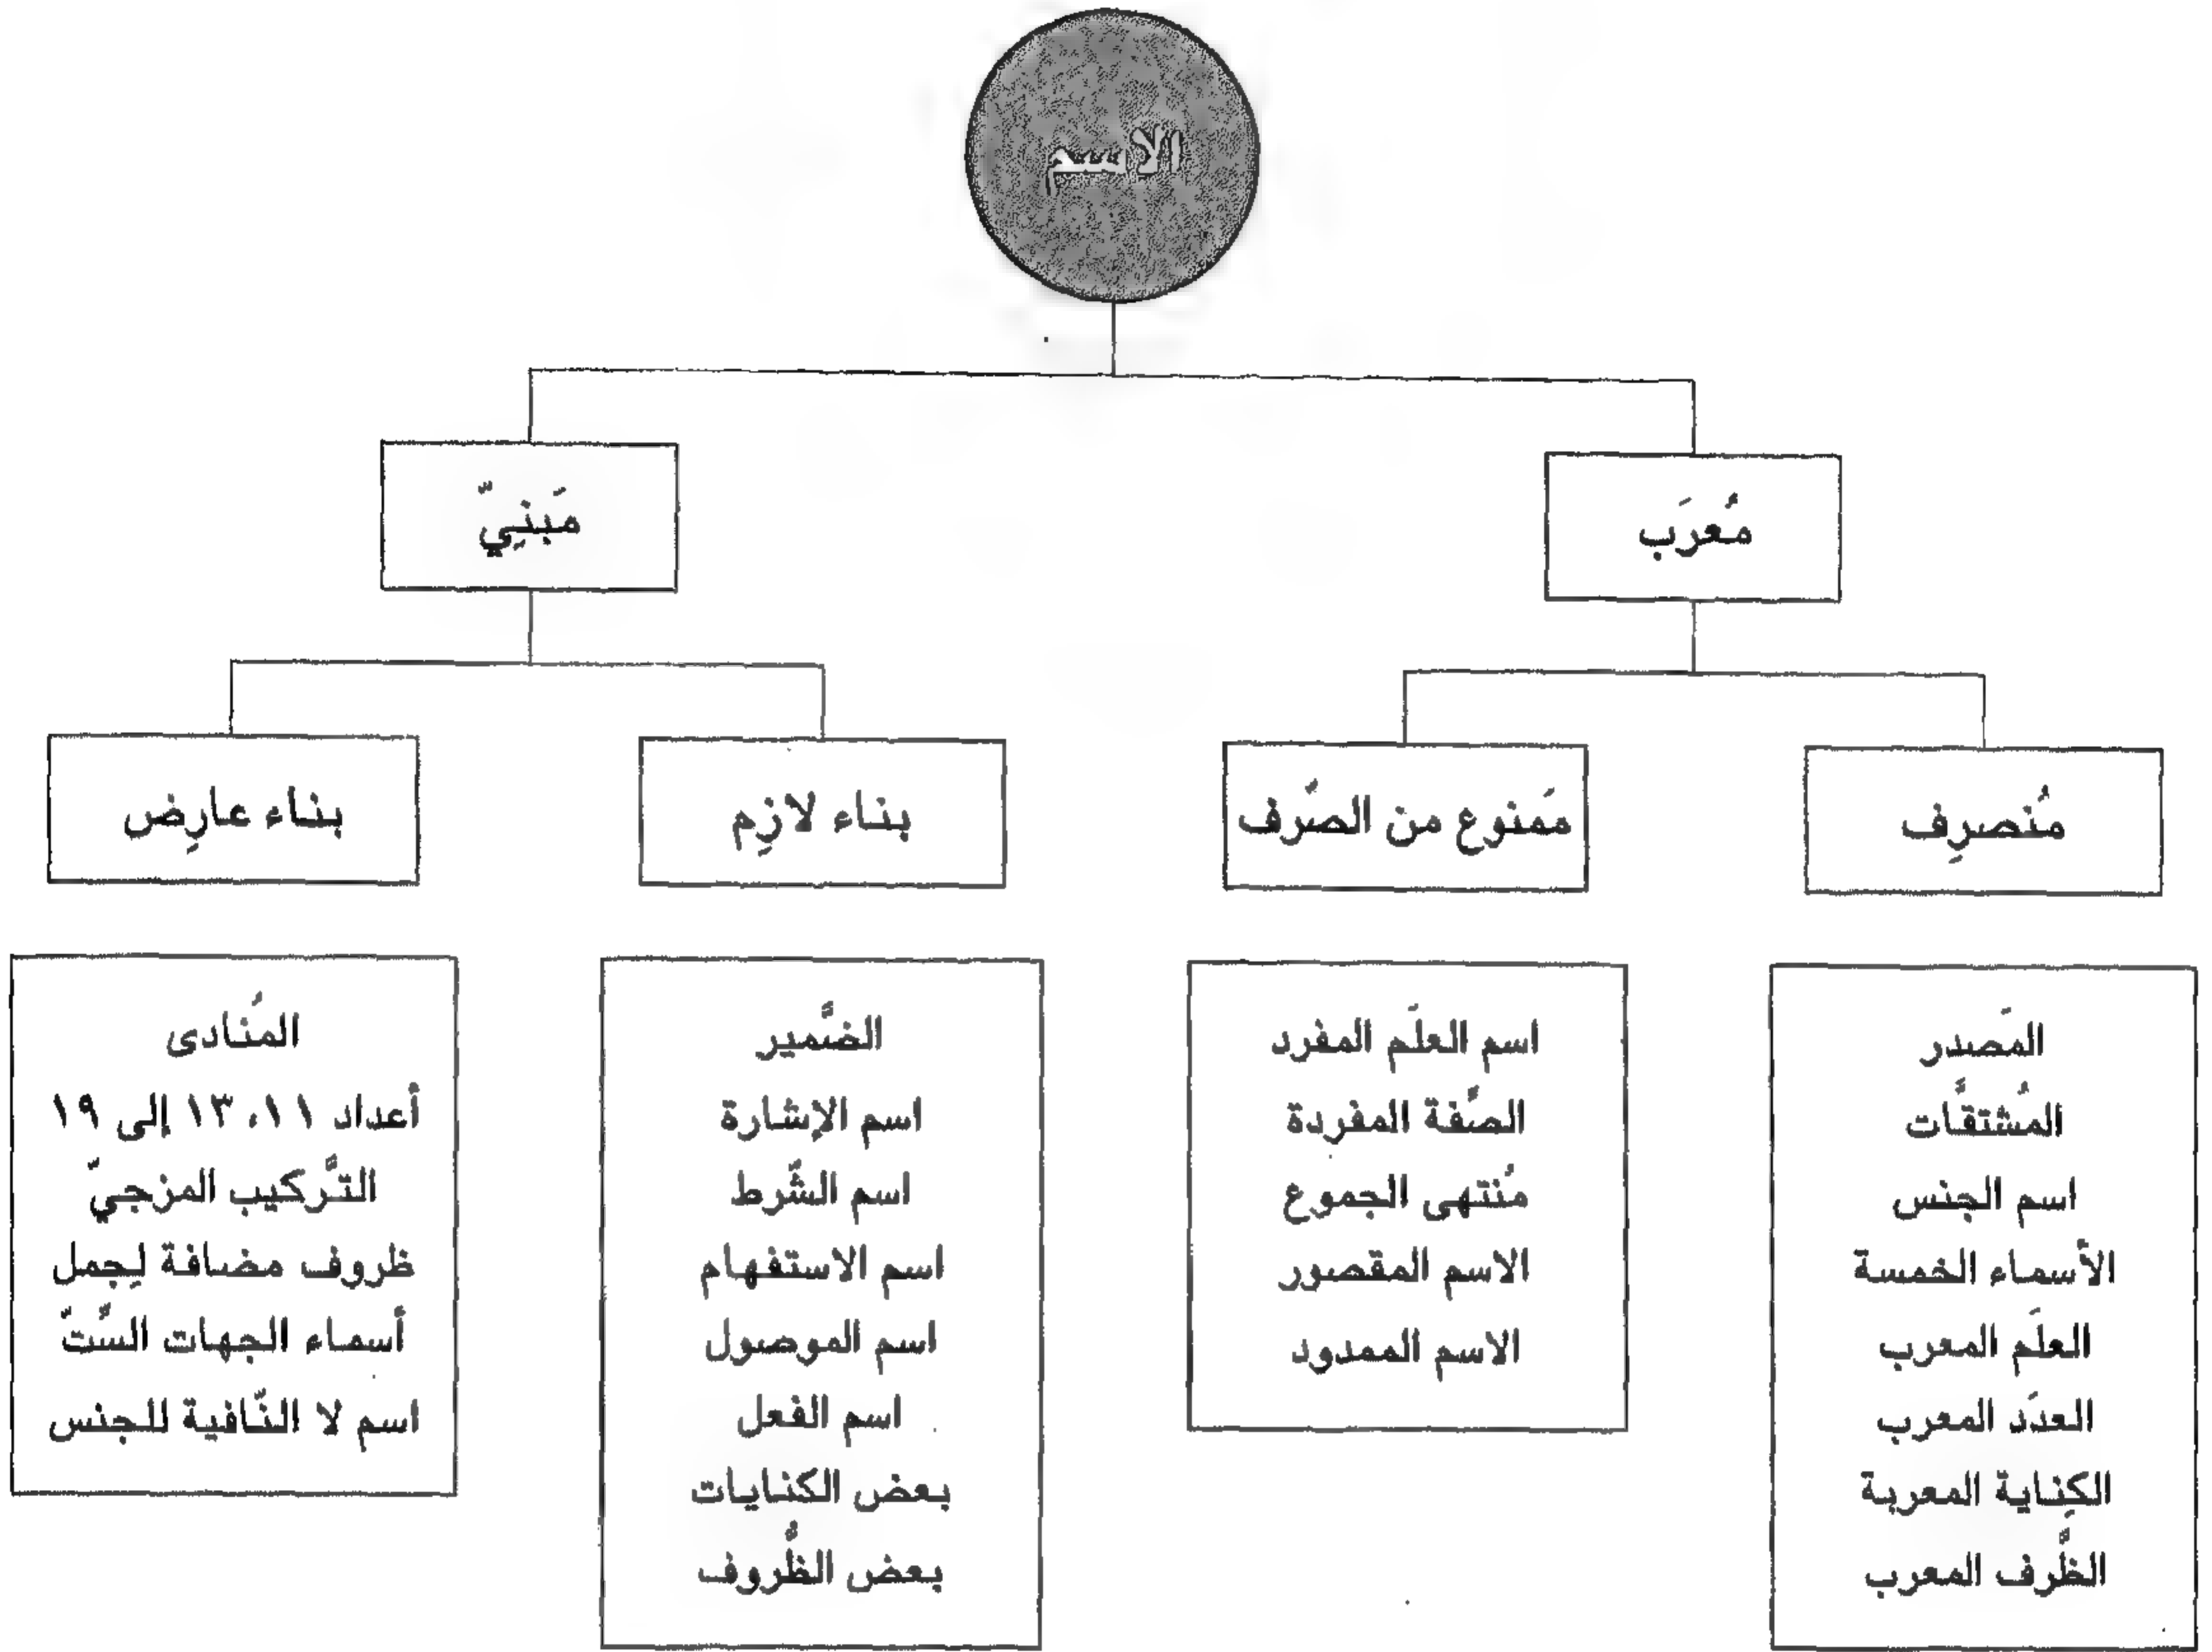 الاسم
مُعرَب
مَبنِيّ
مُنصرِف
مَمنوع من الصَّرف
بناء لازِم
بناء عارِض
المَصدر
المُشتقَّات
اسم الجنس
الأسماء الخمسة
العلَم المعرب
العدَد المعرب
الكِناية المعربة
الظَّرف المعرب
اسم العلَم المفرد
الصَّفة المفردة
مُنتهى الجموع
الاسم المقصور
الاسم الممدود
الضَّمير
اسم الإشارة
اسم الشَّرط
اسم الاستفهام
اسم الموصول
اسم الفعل
بعض الكنايات
بعض الظُّروف
المُنادى
أعداد ١١، ١٣ إلى ١٩
التَّركيب المزجيّ
ظروف مضافة لِجمل
أسماء الجهات السِّتّ
اسم لا النَّافية للجنس